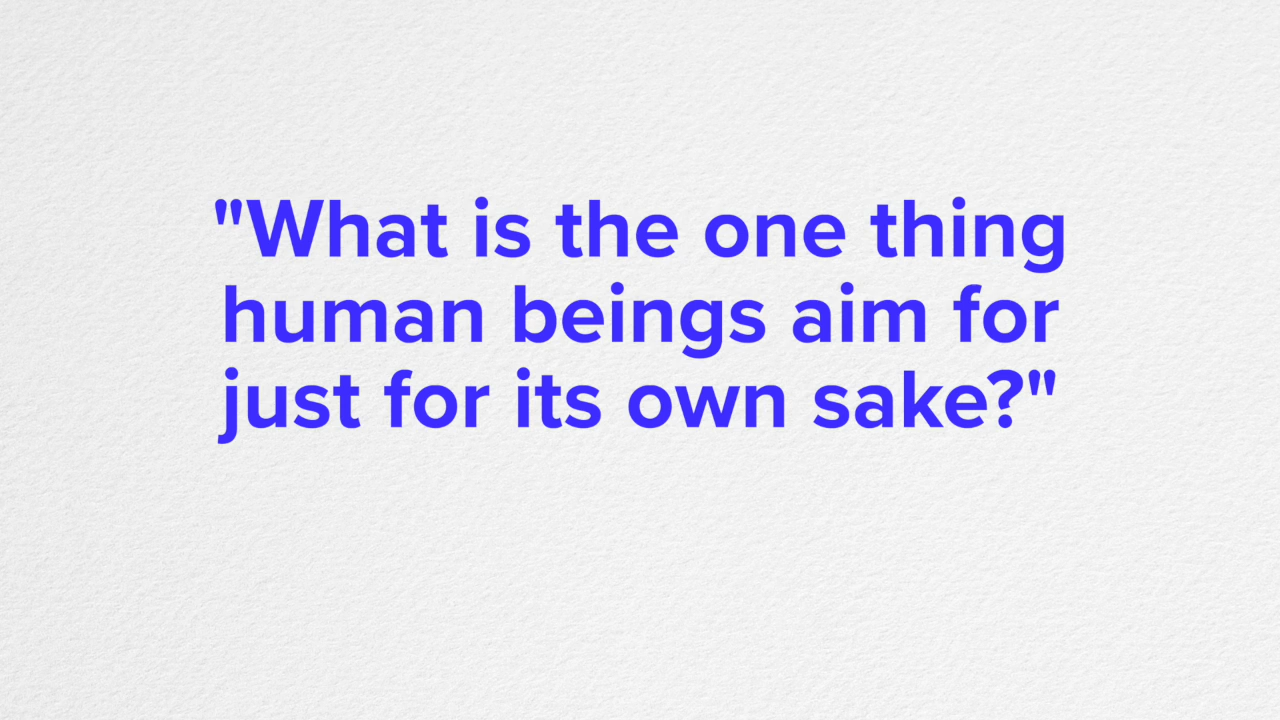 "What is the one thing
human beings aim for
just for its own sake?"